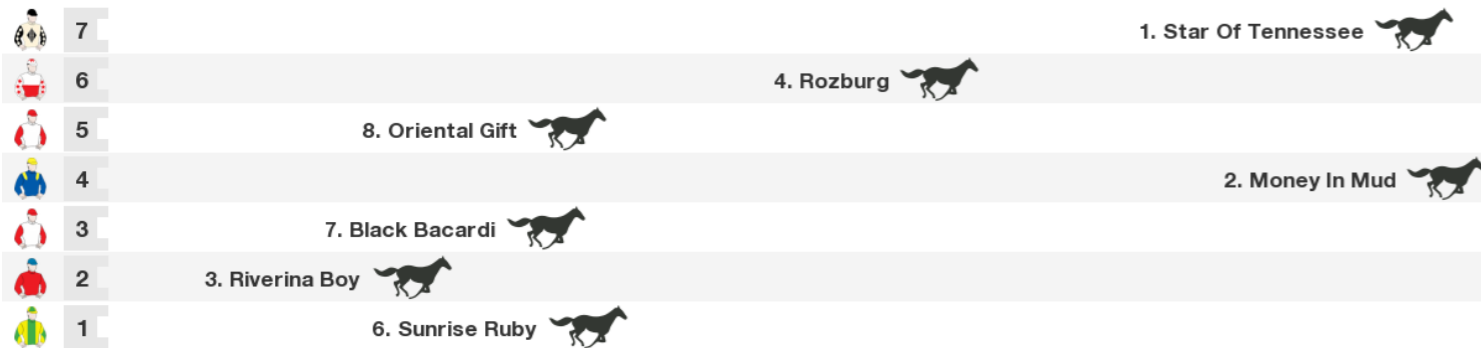 7 1. Star Of Tennessee
6 4. Rozburg
5 8. Oriental Gift
4 2. Money In Mud
3 7. Black Bacardi
2 3. Riverina Boy
1 6. Sunrise Ruby